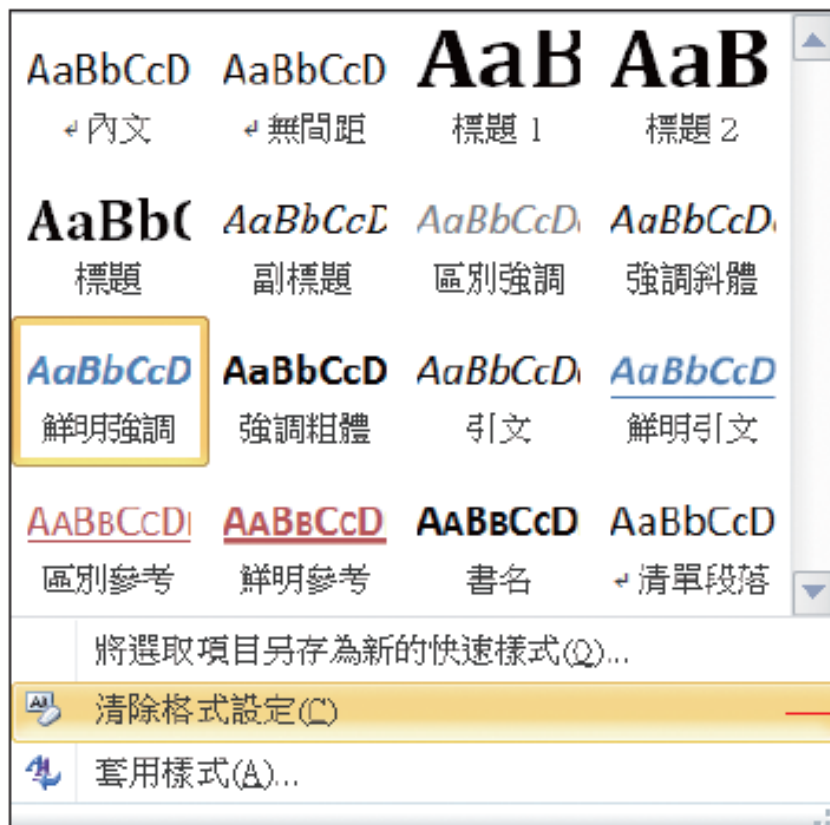 AaBbCcD AaBbCcD AaB AaB
↲內文 ↲無間距 標題 1 標題 2
AaBb( AaBbCcD AaBbCcD AaBbCcD
標題 副標題 區別強調 強調斜體
AaBbCcD AaBbCcD AaBbCcD AaBbCcD
鮮明強調 強調粗體 引文 鮮明引文
AABBCCD AABBCCD AABBCCD AaBbCcD
區別參考 鮮明參考 書名 ↲清單段落
將選取項目另存為新的快速樣式(Q)...
清除格式設定(C)
套用樣式(A)...